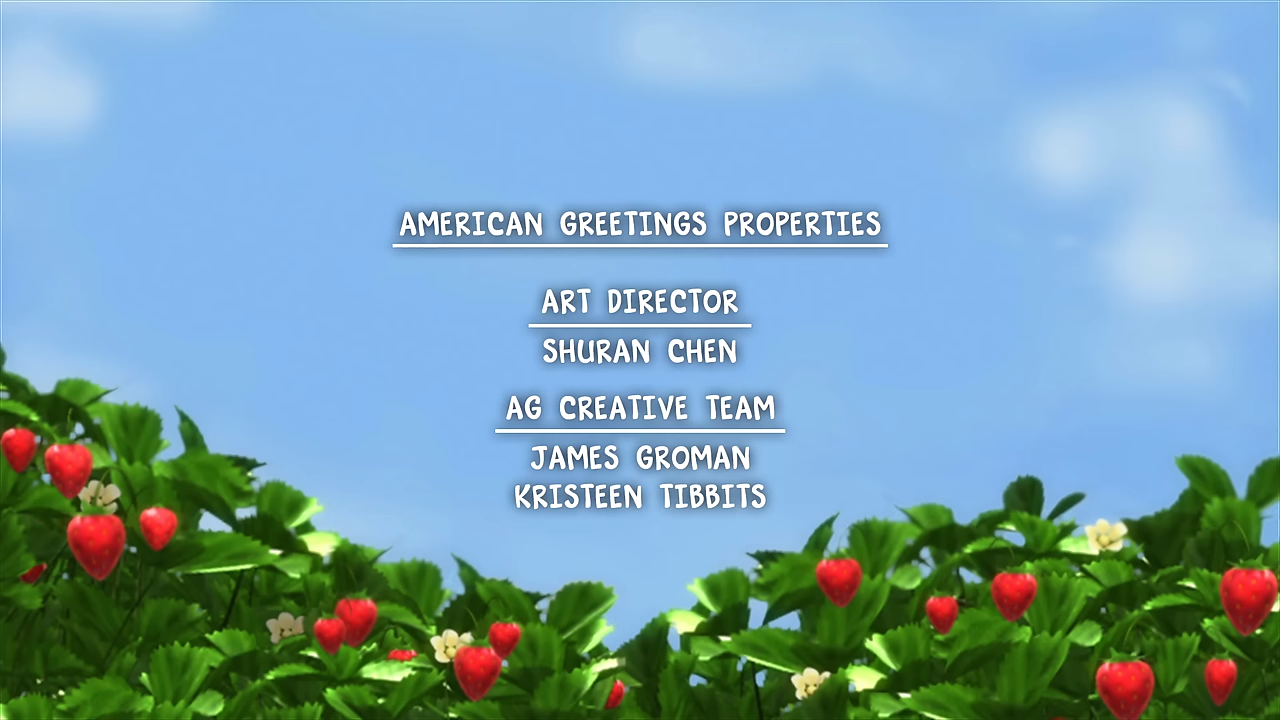 AMERICAN GREETINGS PROPERTIES
ART DIRECTOR
SHURAN CHEN
AG CREATIVE TEAM
JAMES GROMAN
KRISTEEN TIBBITS